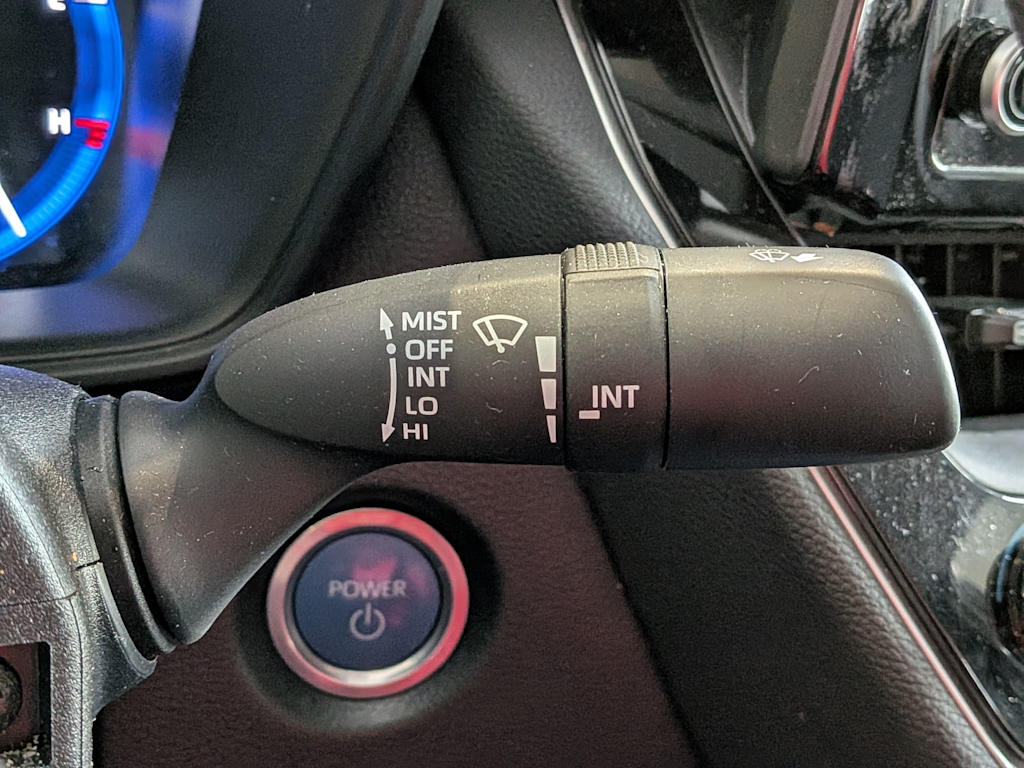 H
MIST
OFF
INT
LO
HI
INT
POWER